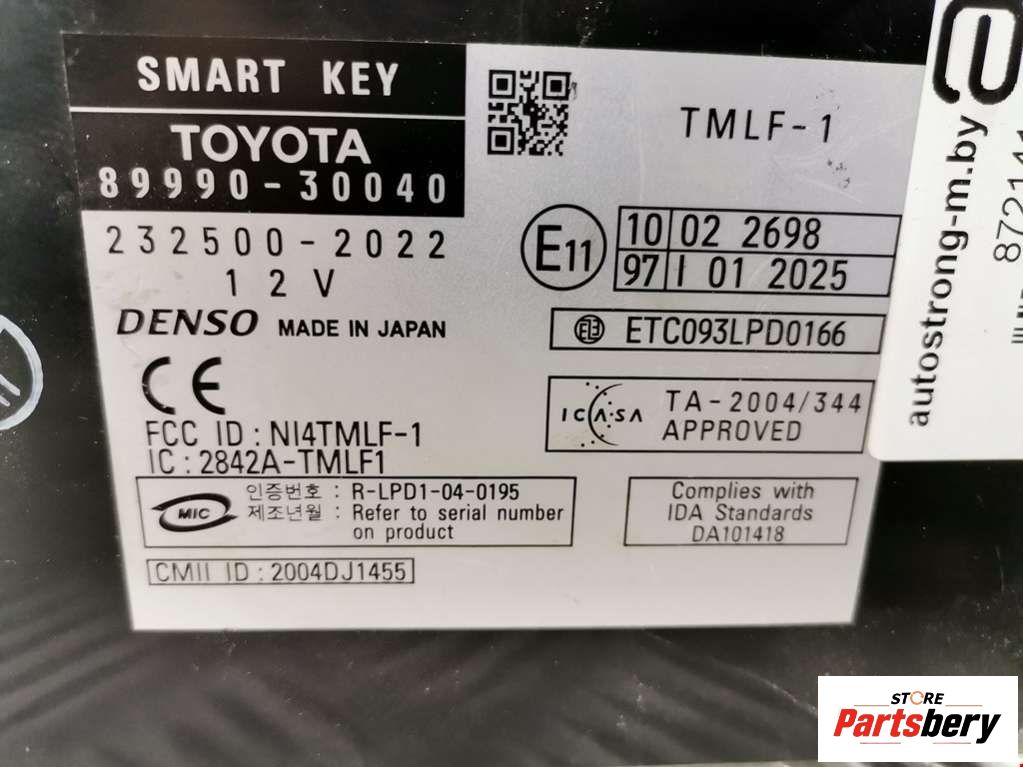 SMART KEY
TOYOTA
89990-30040
232500-2022
12V
DENSO MADE IN JAPAN
CE
FCC ID : NI4TMLF-1
IC : 2842A-TMLF1
MIC
인증번호 : R-LPD1-04-0195
제조년월 : Refer to serial number
on product
CMII ID : 2004DJ1455
TMLF-1
E11
10 02 2698
97 I 01 2025
ETC093LPD0166
ICASA
TA-2004/344
APPROVED
Complies with
IDA Standards
DA101418
autostrong-m.by
STORE
Partsbery